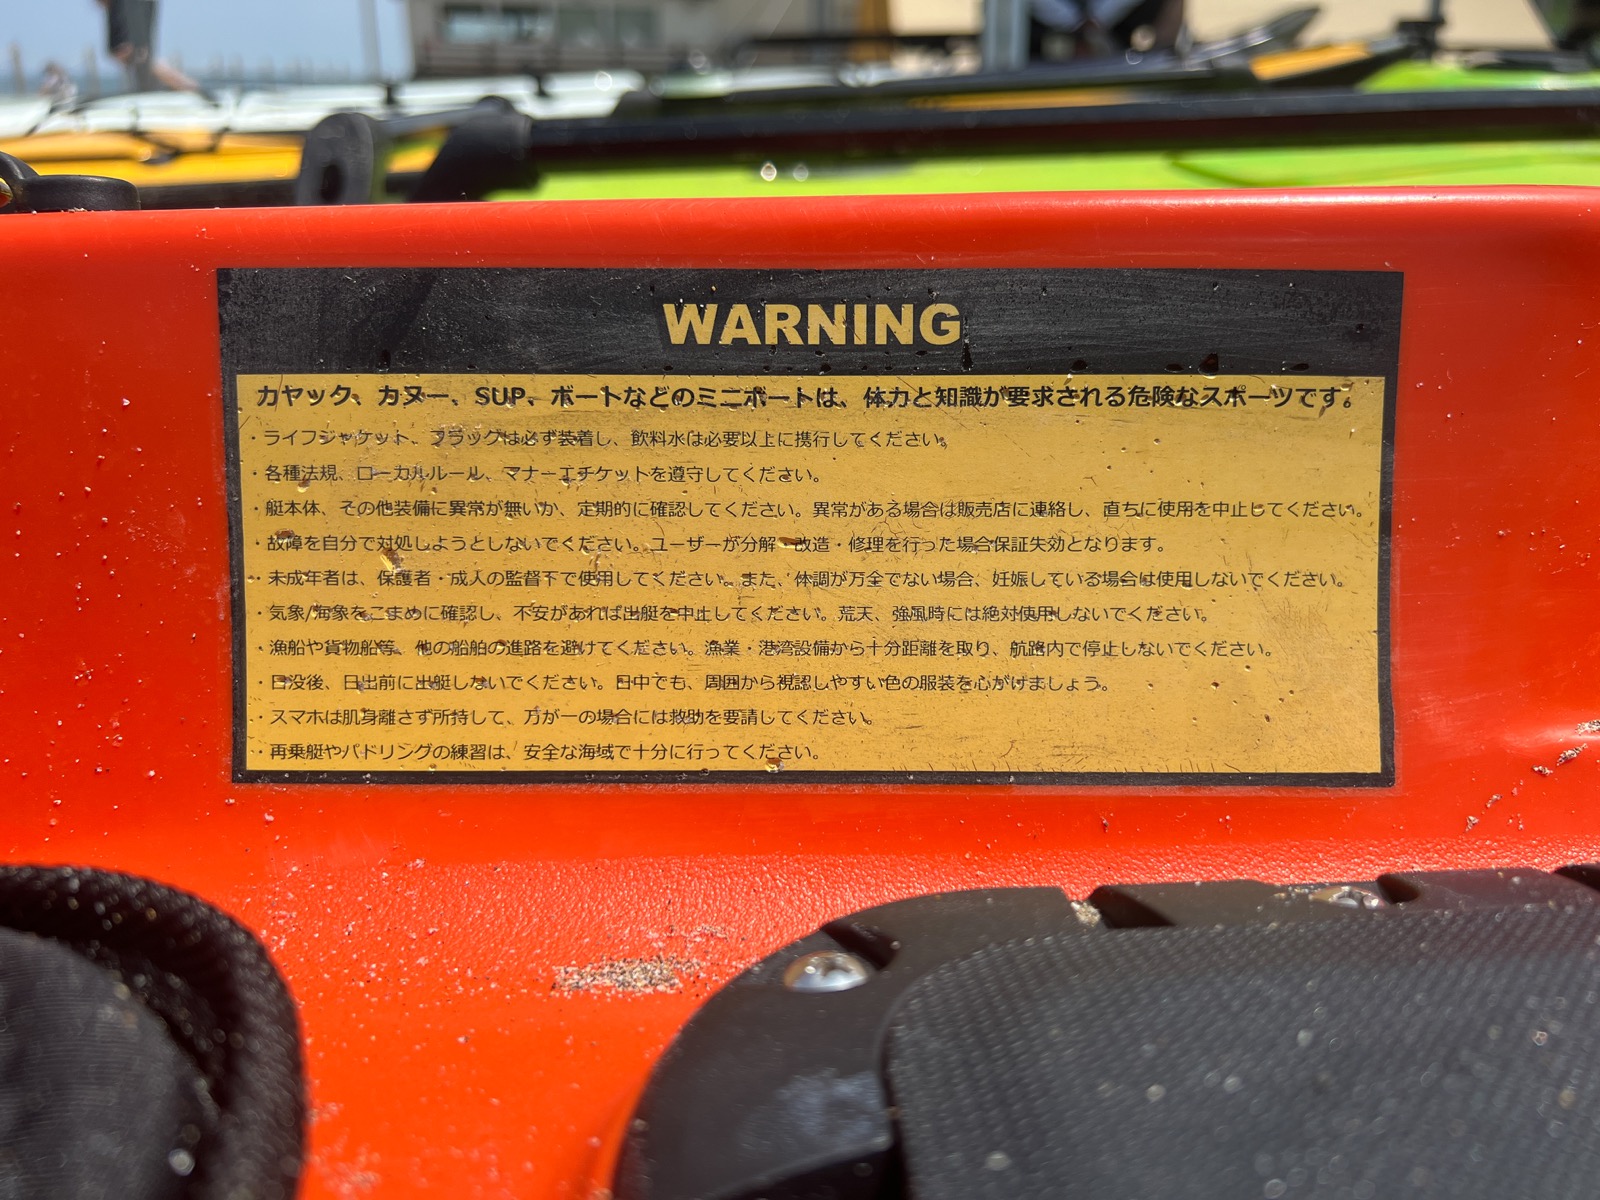 WARNING
カヤック、カヌー、SUP、ボートなどのミニボートは、体力と知識が要求される危険なスポーツです。
・ライフジャケット、フラッグは必ず装着し、飲料水は必要以上に携行してください。
・各種法規、ローカルルール、マナーエチケットを遵守してください。
・艇本体、その他装備に異常が無いか、定期的に確認してください。異常がある場合は販売店に連絡し、直ちに使用を中止してください。
・故障を自分で対処しようとしないでください。ユーザーが分解・改造・修理を行った場合保証失効となります。
・未成年者は、保護者・成人の監督下で使用してください。また、体調が万全でない場合、妊娠している場合は使用しないでください。
・気象/海象をこまめに確認し、不安があれば出艇を中止してください。荒天、強風時には絶対使用しないでください。
・漁船や貨物船等、他の船舶の進路を避けてください。漁業・港湾設備から十分距離を取り、航路内で停止しないでください。
・日没後、日出前に出艇しないでください。日中でも、周囲から視認しやすい色の服装を心がけましょう。
・スマホは肌身離さず所持して、万が一の場合には救助を要請してください。
・再乗艇やパドリングの練習は、安全な海域で十分に行ってください。